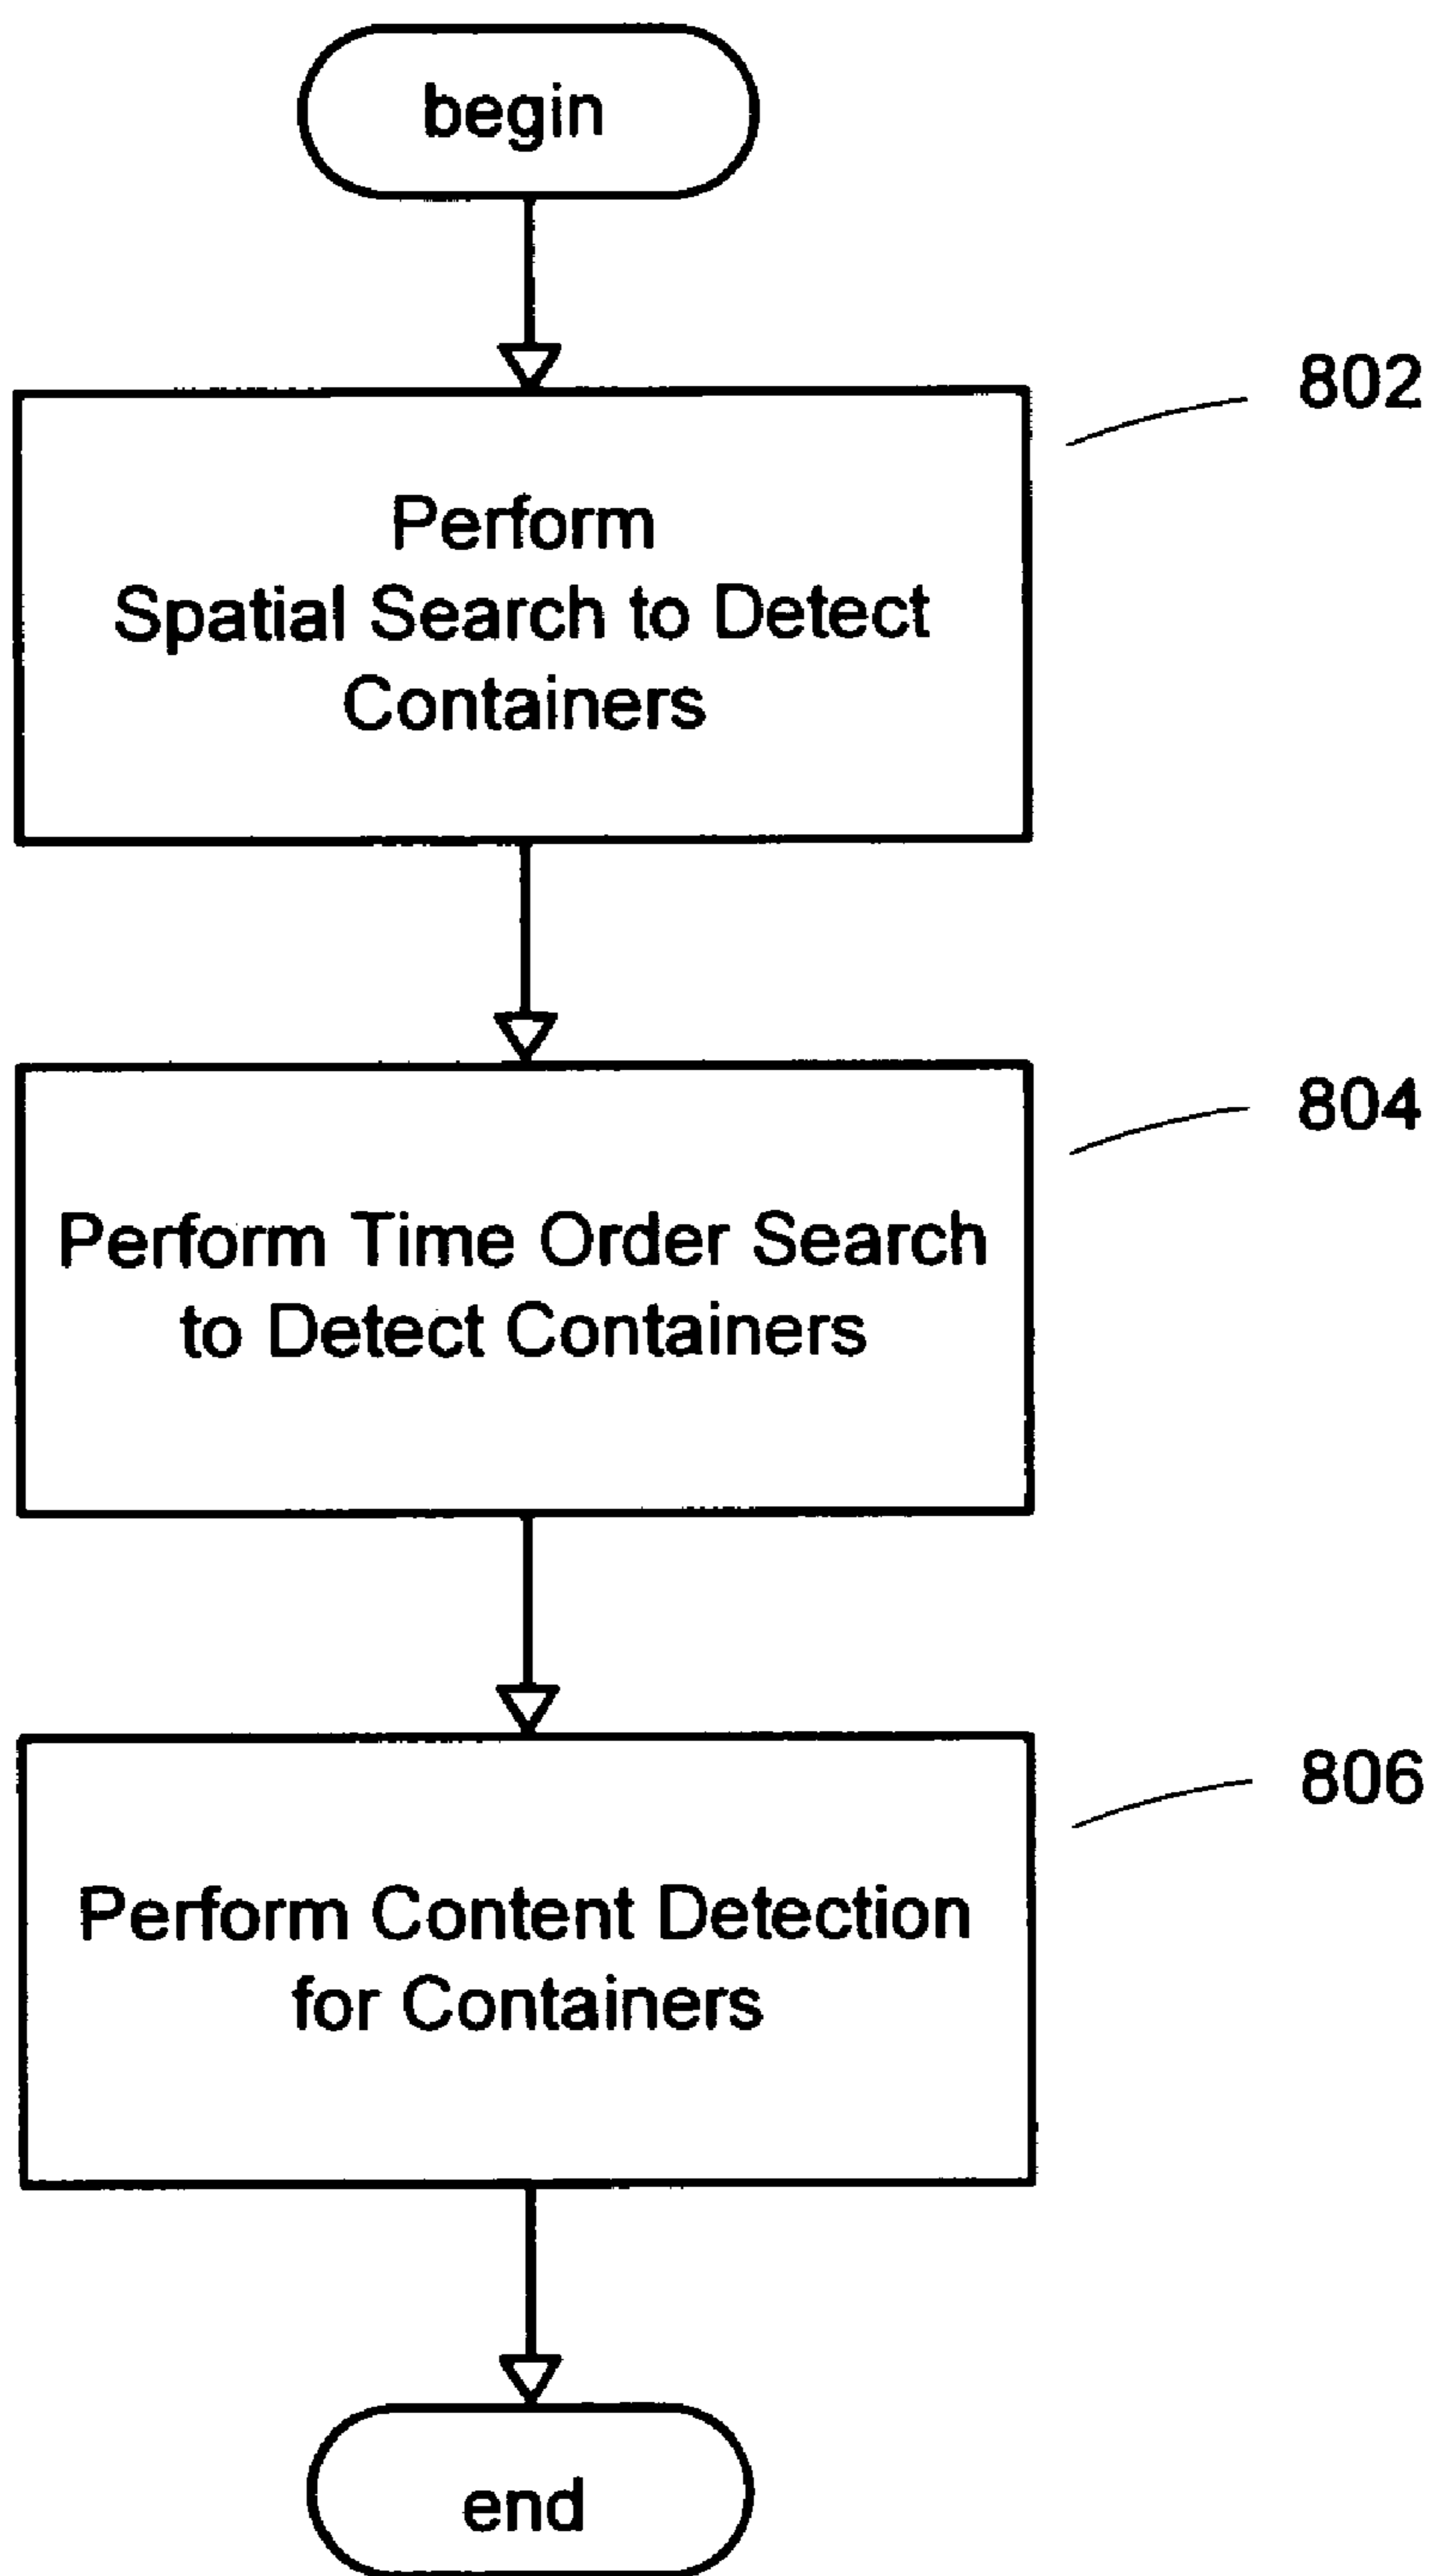 begin
802
Perform
Spatial Search to Detect
Containers
804
Perform Time Order Search
to Detect Containers
806
Perform Content Detection
for Containers
end